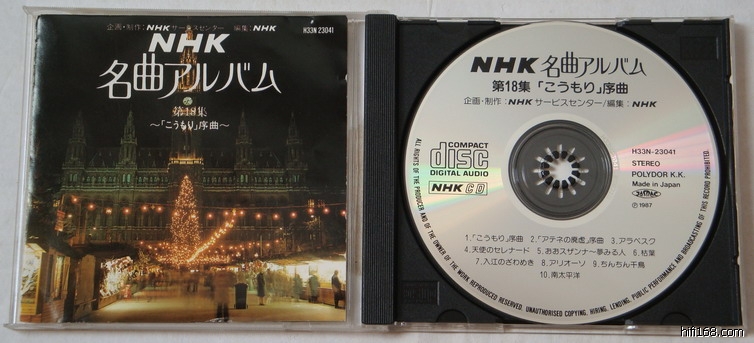 企画・制作：NHKサービスセンター　編集：NHK
H33N 23041
NHK
名曲アルバム
第18集
〜「こうもり」序曲〜
NHK 名曲アルバム
第18集 「こうもり」序曲
企画・制作：NHKサービスセンター/編集：NHK
COMPACT
disc
DIGITAL AUDIO
NHK CD
H33N-23041
STEREO
POLYDOR K.K.
Made in Japan
JASRAC
℗1987
1.「こうもり」序曲　2.「アテネの廃虚」序曲　3.アラベスク
4.天使のセレナード　5.おおスザンナ〜夢みる人　6.枯葉
7.入江のざわめき　8.アリオーソ　9.ちんちん千鳥
10.南太平洋
ALL RIGHTS OF THE PRODUCER AND OF THE OWNER OF THE WORK REPRODUCED RESERVED. UNAUTHORISED COPYING, HIRING, LENDING, PUBLIC PERFORMANCE AND BROADCASTING OF THIS RECORD PROHIBITED.
hifi168.com